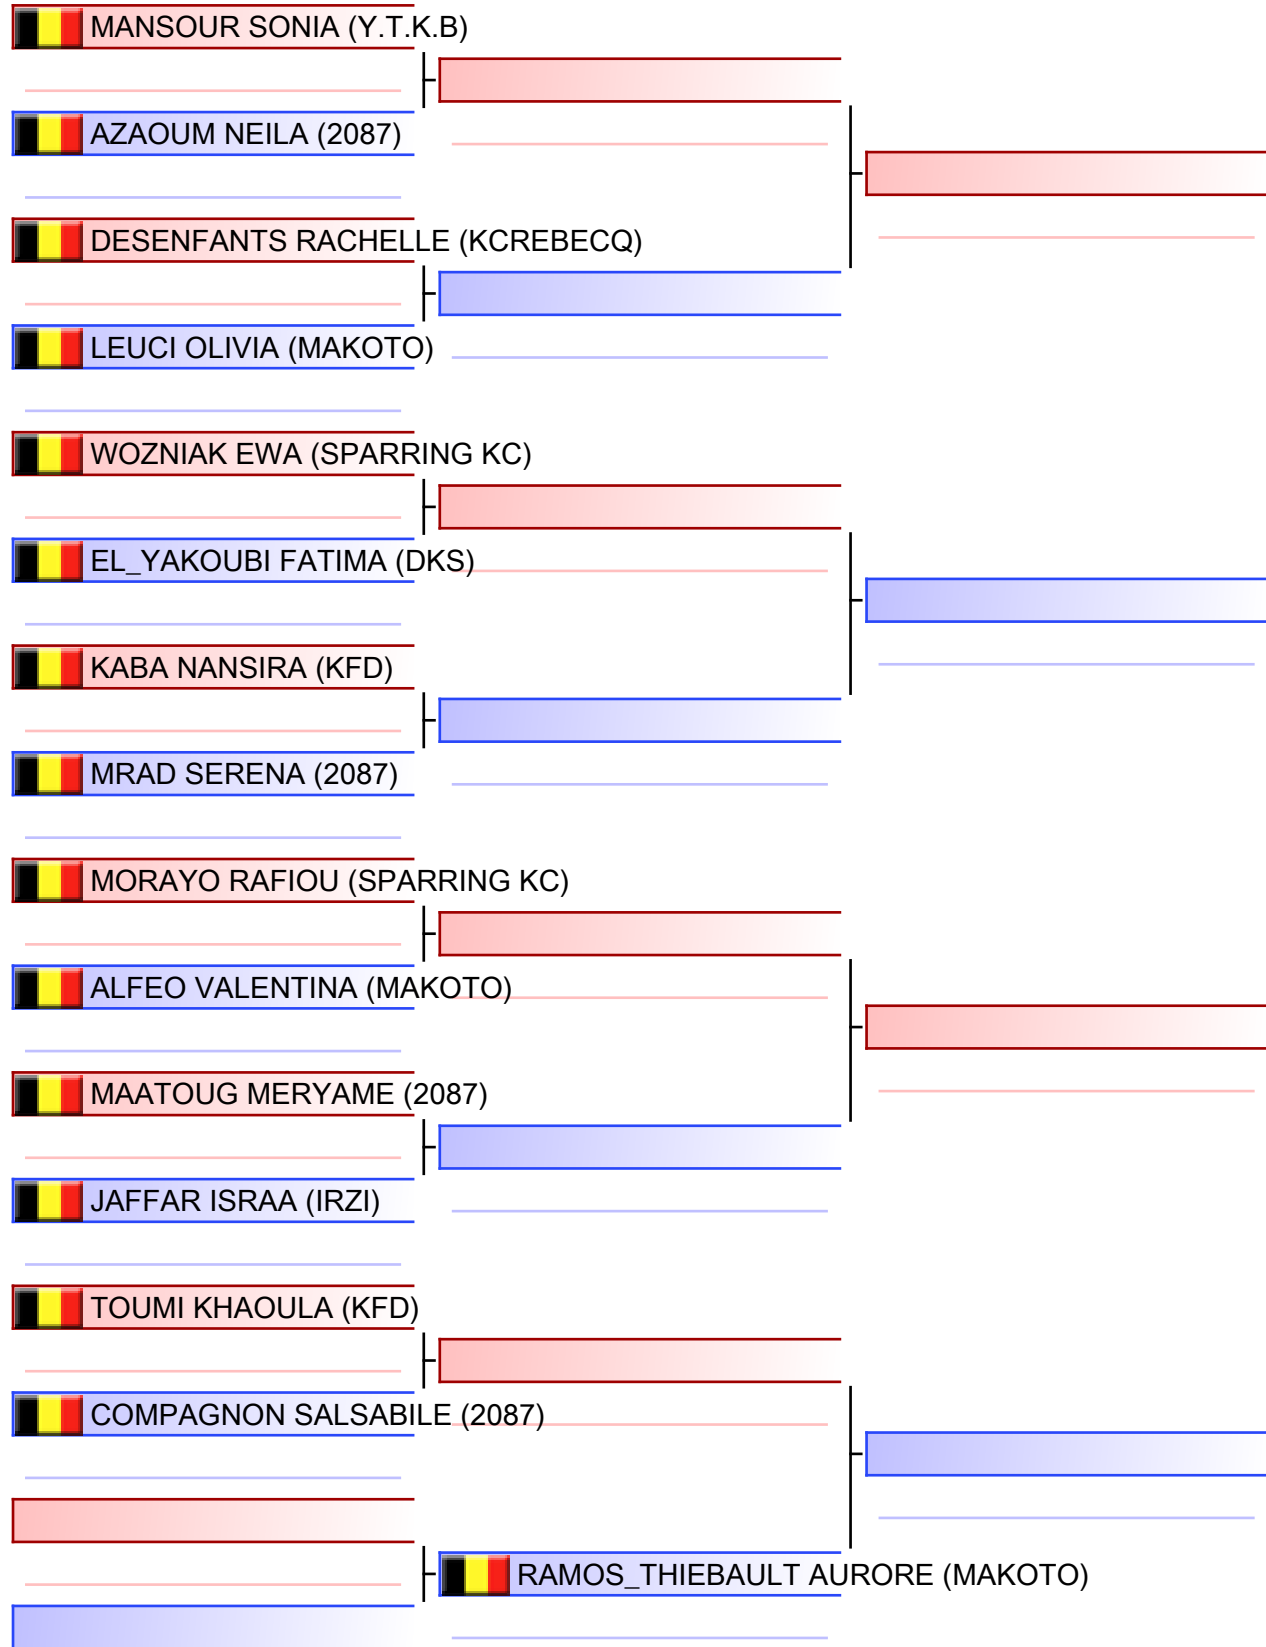 MANSOUR SONIA (Y.T.K.B)
AZAOUM NEILA (2087)
DESENFANTS RACHELLE (KCREBECQ)
LEUCI OLIVIA (MAKOTO)
WOZNIAK EWA (SPARRING KC)
EL_YAKOUBI FATIMA (DKS)
KABA NANSIRA (KFD)
MRAD SERENA (2087)
MORAYO RAFIOU (SPARRING KC)
ALFEO VALENTINA (MAKOTO)
MAATOUG MERYAME (2087)
JAFFAR ISRAA (IRZI)
TOUMI KHAOULA (KFD)
COMPAGNON SALSABILE (2087)
RAMOS_THIEBAULT AURORE (MAKOTO)